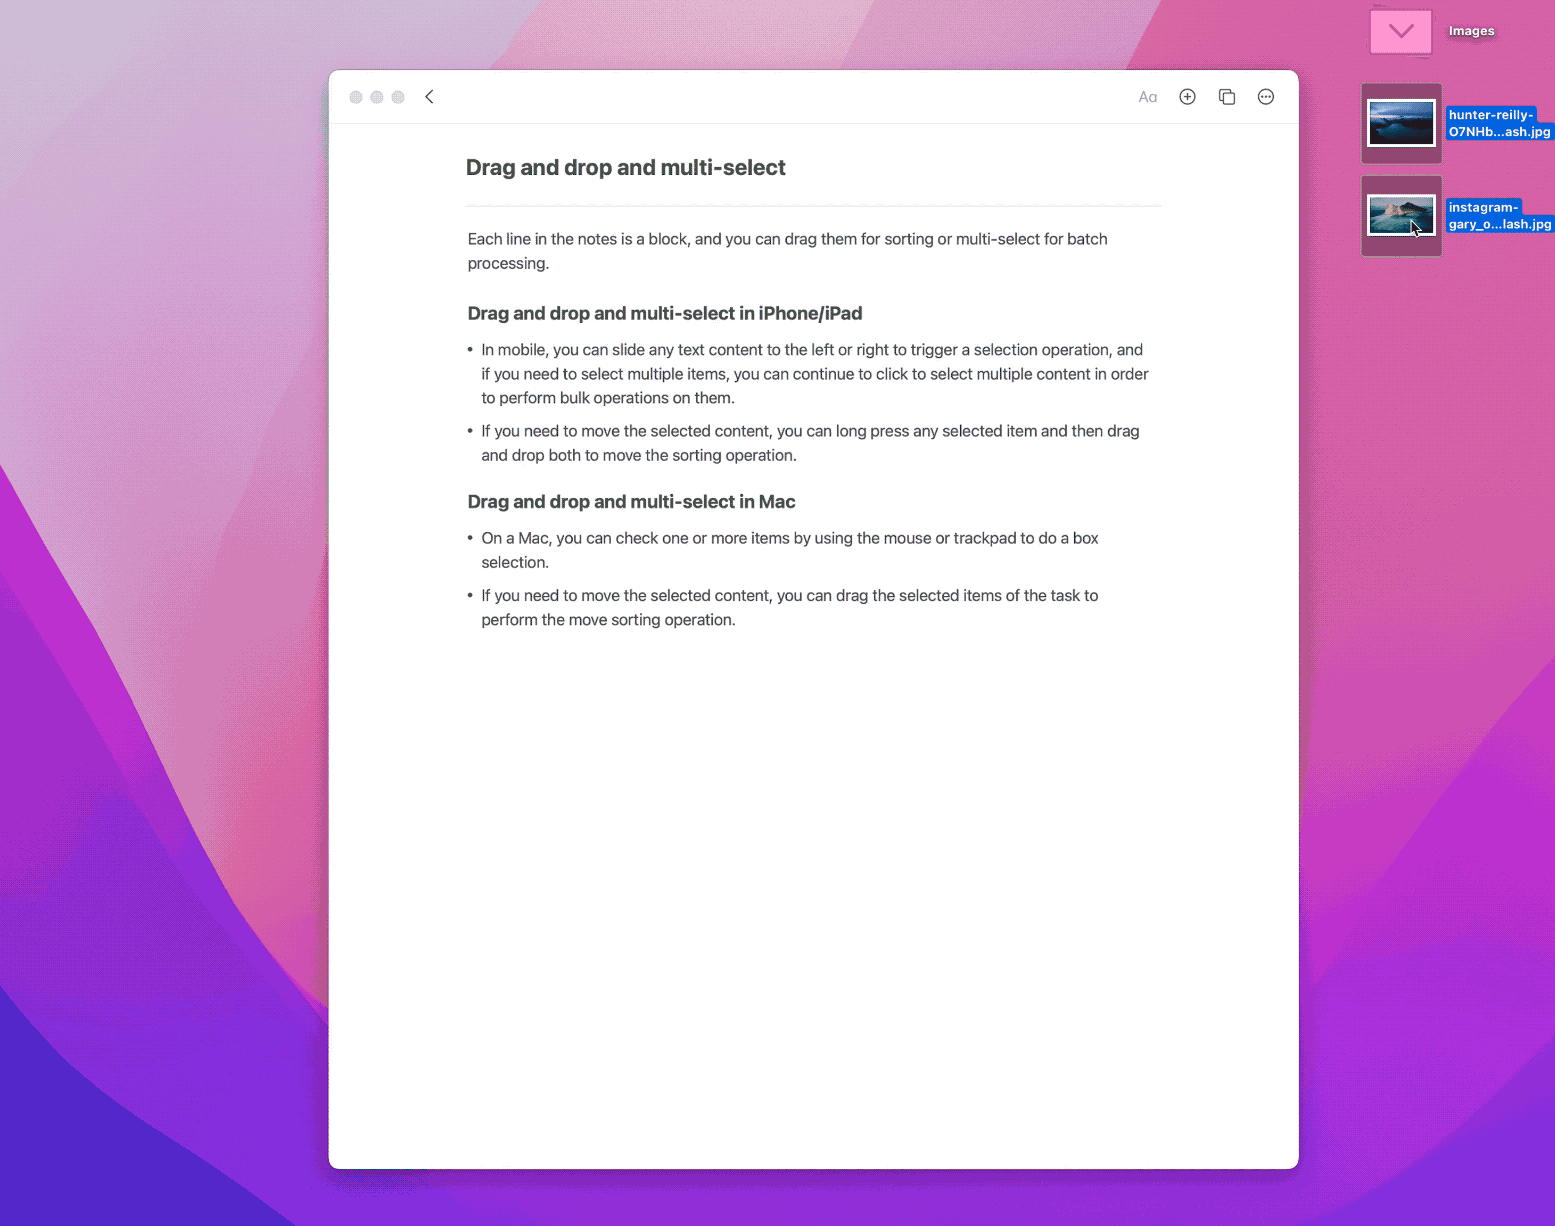 Images
hunter-reilly-
O7NHb...ash.jpg
instagram-
gary_o...lash.jpg
Aa
Drag and drop and multi-select
Each line in the notes is a block, and you can drag them for sorting or multi-select for batch
processing.
Drag and drop and multi-select in iPhone/iPad
• In mobile, you can slide any text content to the left or right to trigger a selection operation, and
if you need to select multiple items, you can continue to click to select multiple content in order
to perform bulk operations on them.
• If you need to move the selected content, you can long press any selected item and then drag
and drop both to move the sorting operation.
Drag and drop and multi-select in Mac
• On a Mac, you can check one or more items by using the mouse or trackpad to do a box
selection.
• If you need to move the selected content, you can drag the selected items of the task to
perform the move sorting operation.